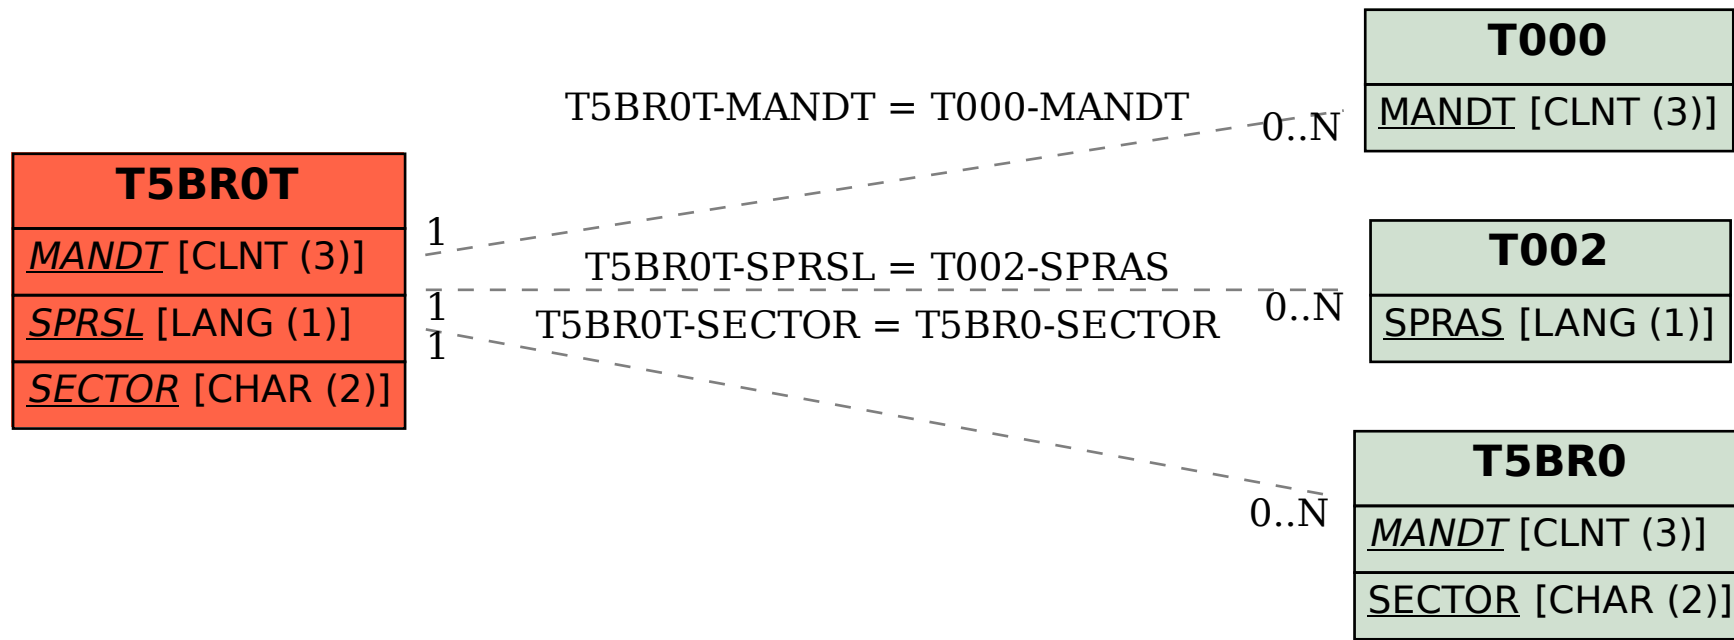 T5BR0T
MANDT [CLNT (3)]
SPRSL [LANG (1)]
SECTOR [CHAR (2)]
T5BR0T-MANDT = T000-MANDT
1
0..N
T5BR0T-SPRSL = T002-SPRAS
1
0..N
T5BR0T-SECTOR = T5BR0-SECTOR
1
0..N
T000
MANDT [CLNT (3)]
T002
SPRAS [LANG (1)]
T5BR0
MANDT [CLNT (3)]
SECTOR [CHAR (2)]